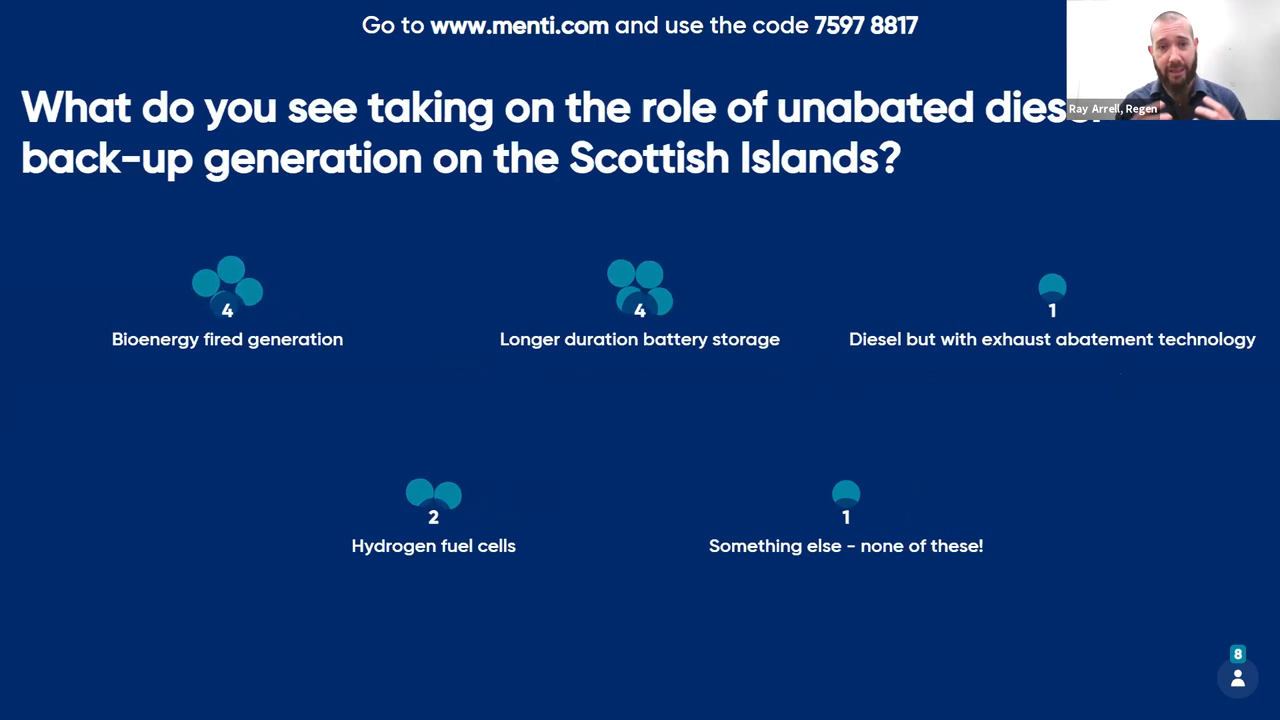 Go to www.menti.com and use the code 7597 8817
What do you see taking on the role of unabated diesel
back-up generation on the Scottish Islands?
Ray Arrell, Regen
4
Bioenergy fired generation
4
Longer duration battery storage
1
Diesel but with exhaust abatement technology
2
Hydrogen fuel cells
1
Something else - none of these!
8